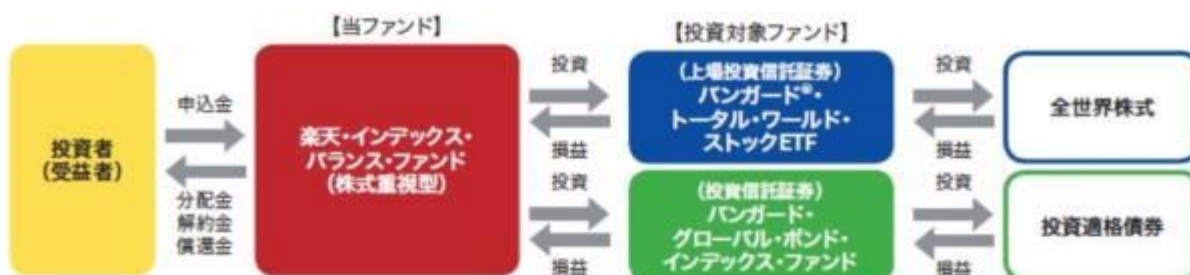 【当ファンド】
【投資対象ファンド】
投資者
(受益者)
申込金
分配金
解約金
償還金
楽天・インデックス・
バランス・ファンド
(株式重視型)
投資
損益
投資
損益
(上場投資信託証券)
バンガード®・
トータル・ワールド・
ストックETF
(投資信託証券)
バンガード・
グローバル・ボンド・
インデックス・ファンド
投資
損益
投資
損益
全世界株式
投資適格債券